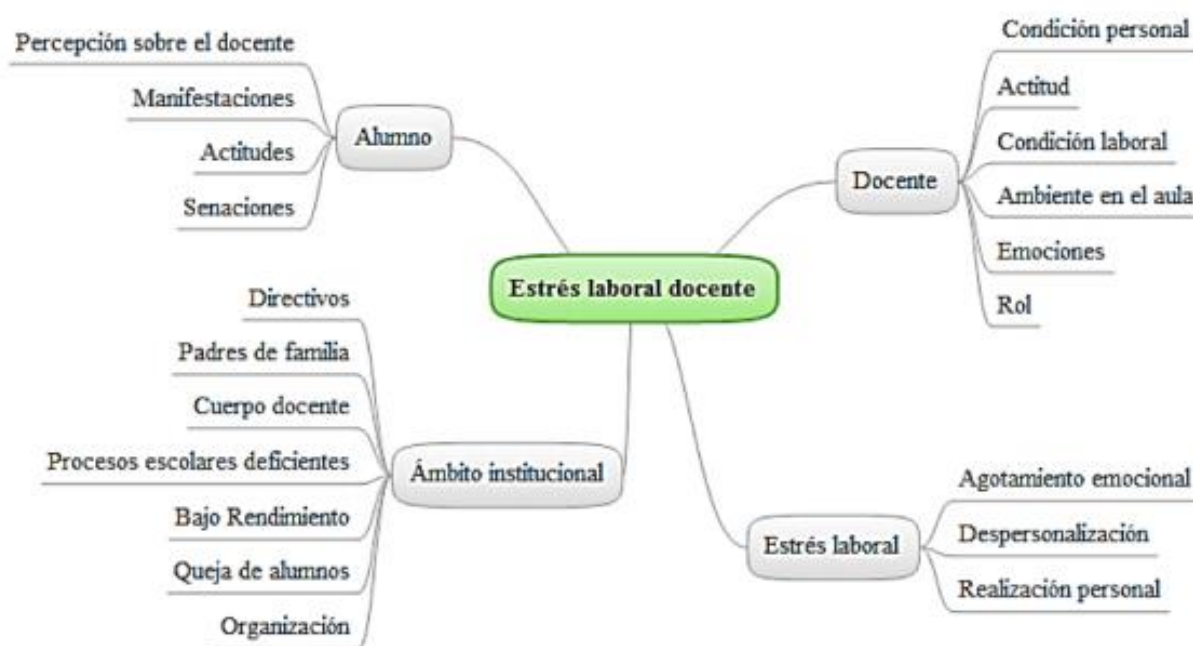 Percepción sobre el docente
Manifestaciones
Actitudes
Senaciones
Alumno
Condición personal
Actitud
Condición laboral
Ambiente en el aula
Emociones
Rol
Docente
Estrés laboral docente
Directivos
Padres de familia
Cuerpo docente
Procesos escolares deficientes
Bajo Rendimiento
Queja de alumnos
Organización
Ámbito institucional
Estrés laboral
Agotamiento emocional
Despersonalización
Realización personal